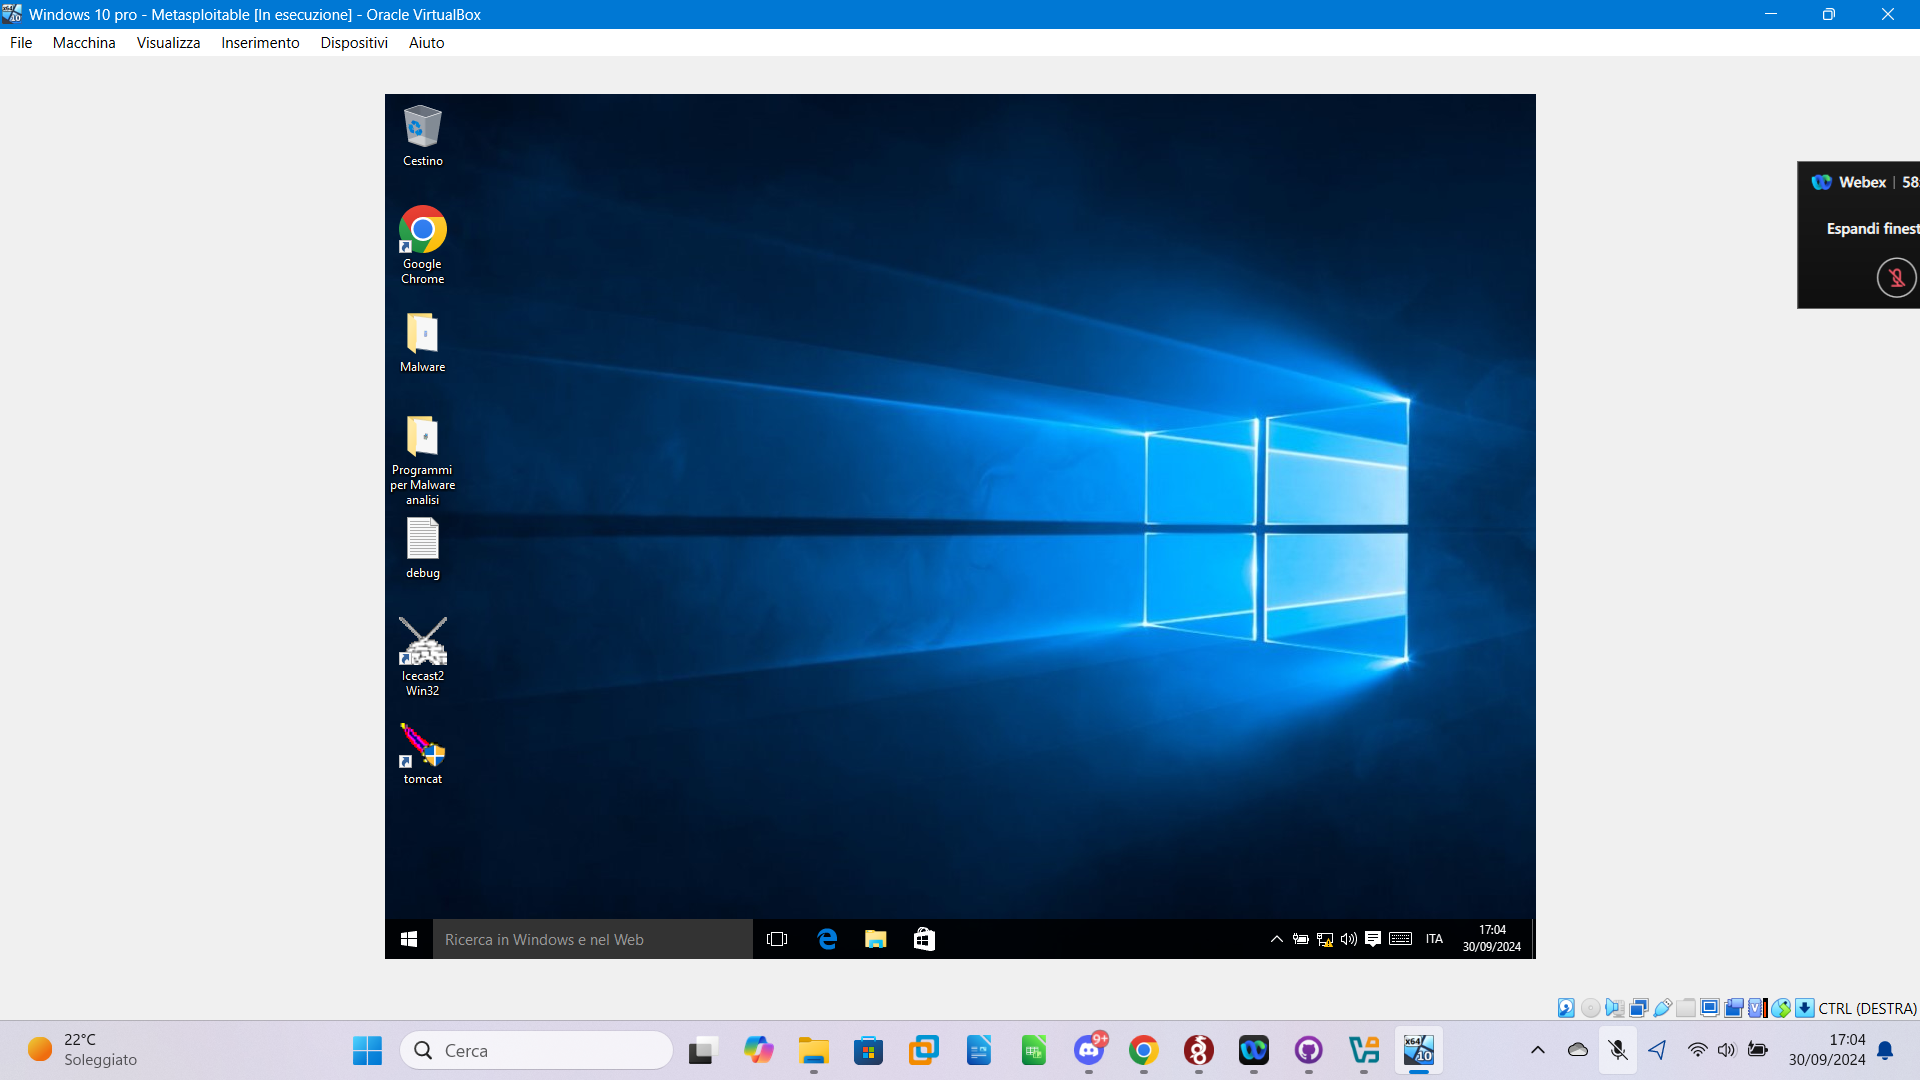 Windows 10 pro - Metasploitable [In esecuzione] - Oracle VirtualBox
File Macchina Visualizza Inserimento Dispositivi Aiuto
Cestino
Google
Chrome
Malware
Programmi
per Malware
analisi
debug
Icecast2
Win32
tomcat
Webex | 58
Espandi finest
Ricerca in Windows e nel Web
ITA
17:04
30/09/2024
CTRL (DESTRA)
22°C
Soleggiato
Cerca
9+
17:04
30/09/2024